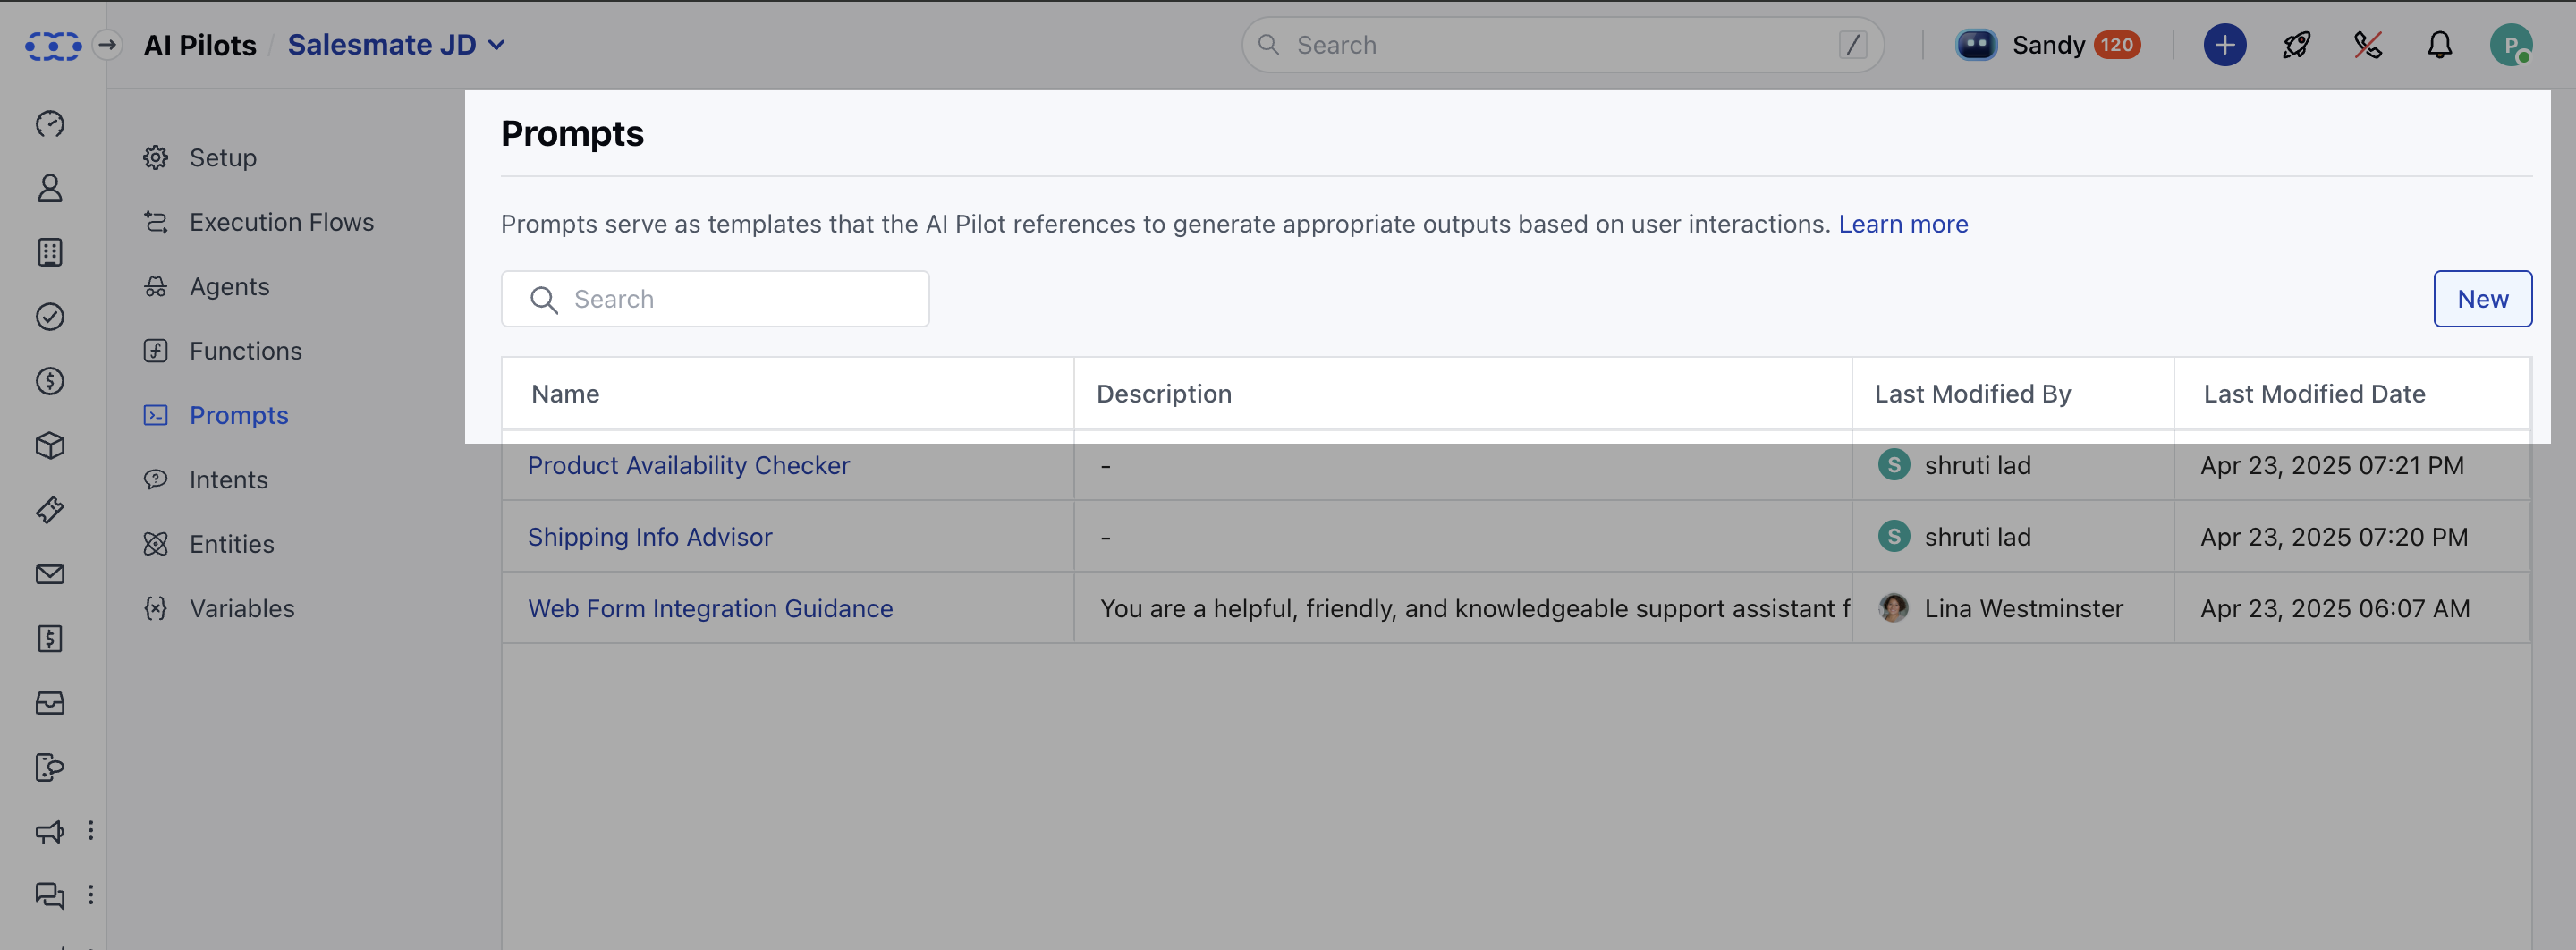 AI Pilots / Salesmate JD
Search /
Sandy 120
P
Setup
Execution Flows
Agents
Functions
Prompts
Intents
Entities
Variables
Prompts
Prompts serve as templates that the AI Pilot references to generate appropriate outputs based on user interactions. Learn more
Search
New
Name Description Last Modified By Last Modified Date
Product Availability Checker - S shruti lad Apr 23, 2025 07:21 PM
Shipping Info Advisor - S shruti lad Apr 23, 2025 07:20 PM
Web Form Integration Guidance You are a helpful, friendly, and knowledgeable support assistant f Lina Westminster Apr 23, 2025 06:07 AM